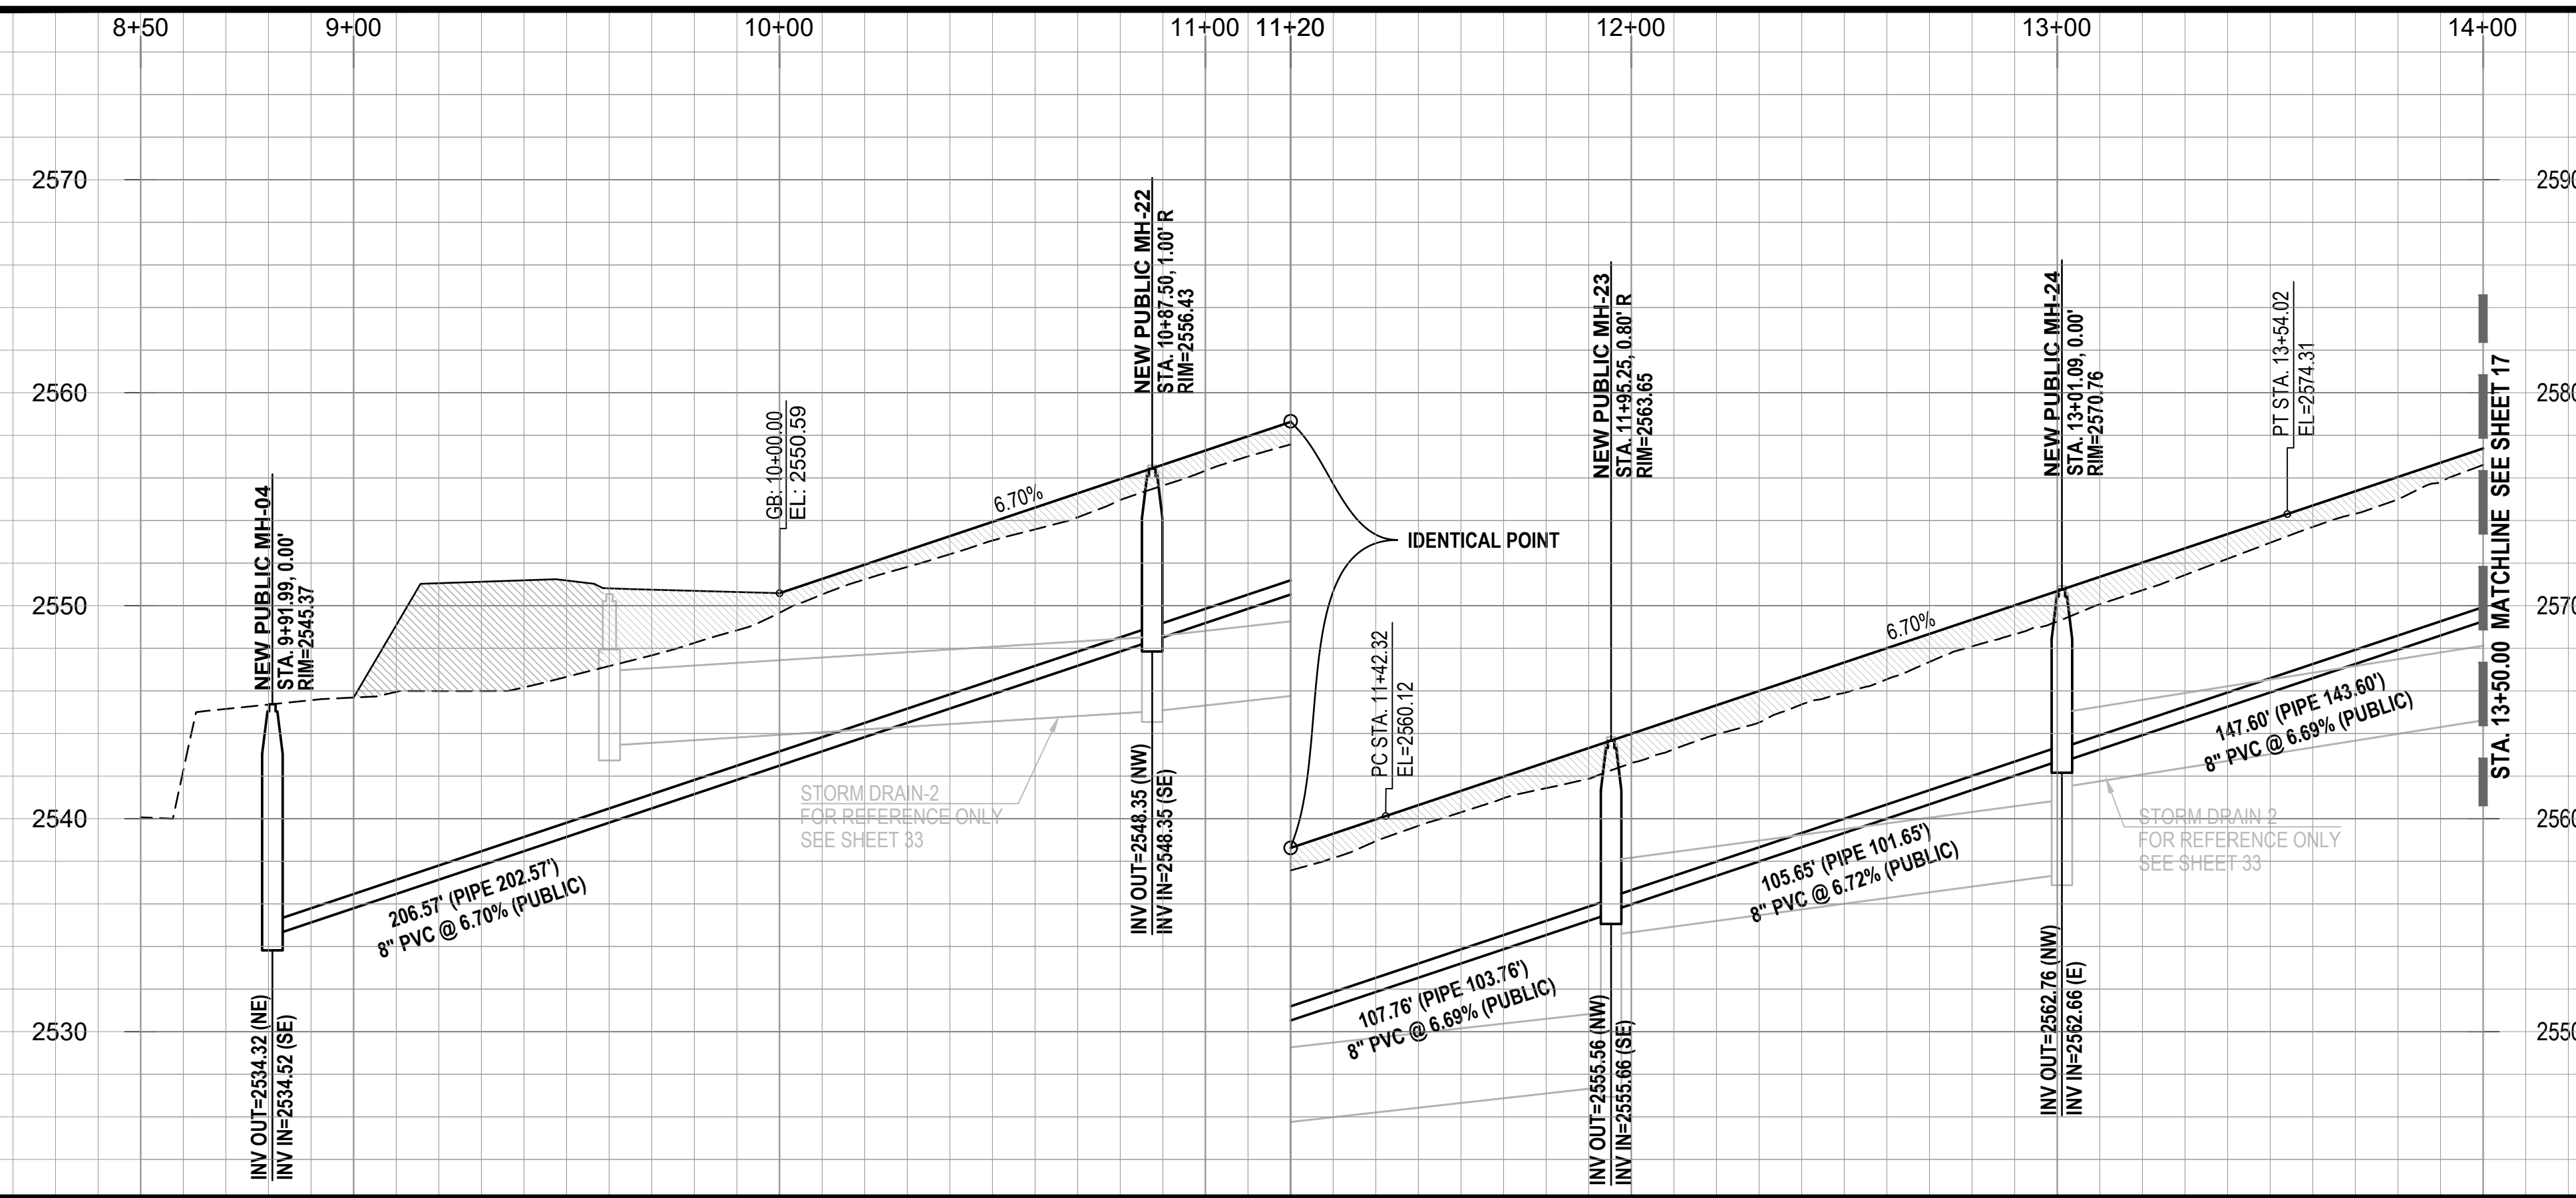 8+50
9+00
10+00
11+00
11+20
12+00
13+00
14+00
2570
2560
2550
2540
2530
NEW PUBLIC MH-04
STA. 9+91.99, 0.00'
RIM=2545.37
INV OUT=2534.32 (NE)
INV IN=2534.52 (SE)
206.57' (PIPE 202.57')
8" PVC @ 6.70% (PUBLIC)
GB: 10+00.00
EL: 2550.59
6.70%
STORM DRAIN-2
FOR REFERENCE ONLY
SEE SHEET 33
NEW PUBLIC MH-22
STA. 10+87.50, 1.00' R
RIM=2556.43
INV OUT=2548.35 (NW)
INV IN=2548.35 (SE)
IDENTICAL POINT
PC STA. 11+42.32
EL=2560.12
107.76' (PIPE 103.76')
8" PVC @ 6.69% (PUBLIC)
NEW PUBLIC MH-23
STA. 11+95.25, 0.80' R
RIM=2563.65
INV OUT=2555.56 (NW)
INV IN=2555.66 (SE)
105.65' (PIPE 101.65')
8" PVC @ 6.72% (PUBLIC)
6.70%
NEW PUBLIC MH-24
STA. 13+01.09, 0.00'
RIM=2570.76
INV OUT=2562.76 (NW)
INV IN=2562.66 (E)
STORM DRAIN-2
FOR REFERENCE ONLY
SEE SHEET 33
147.60' (PIPE 143.60')
8" PVC @ 6.69% (PUBLIC)
PT STA. 13+54.02
EL=2574.31
STA. 13+50.00 MATCHLINE SEE SHEET 17
2590
2580
2570
2560
2550